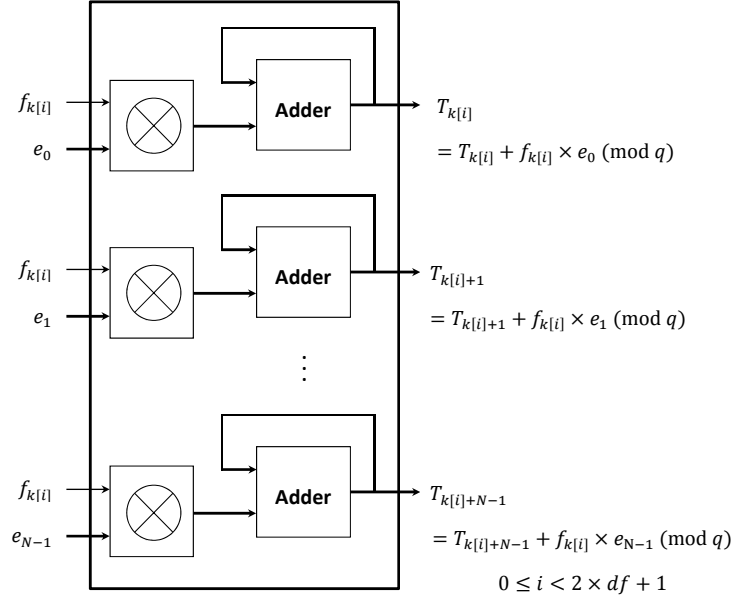 f_{k[i]}
e_0
Adder
T_{k[i]}
= T_{k[i]} + f_{k[i]} × e_0 (mod q)
f_{k[i]}
e_1
Adder
T_{k[i]+1}
= T_{k[i]+1} + f_{k[i]} × e_1 (mod q)
⋮
f_{k[i]}
e_{N−1}
Adder
T_{k[i]+N−1}
= T_{k[i]+N−1} + f_{k[i]} × e_{N−1} (mod q)
0 ≤ i < 2 × df + 1